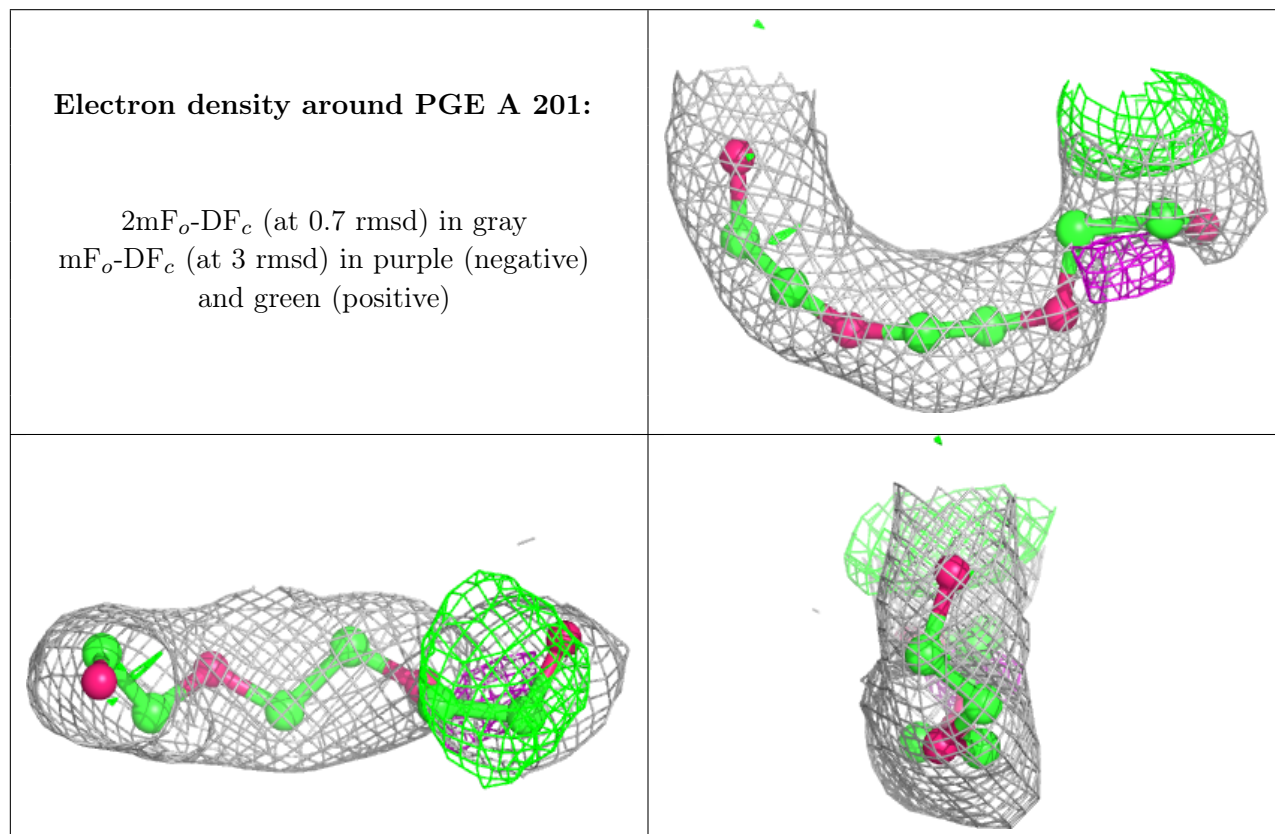 Electron density around PGE A 201:
2mFo-DFc (at 0.7 rmsd) in gray
mFo-DFc (at 3 rmsd) in purple (negative)
and green (positive)